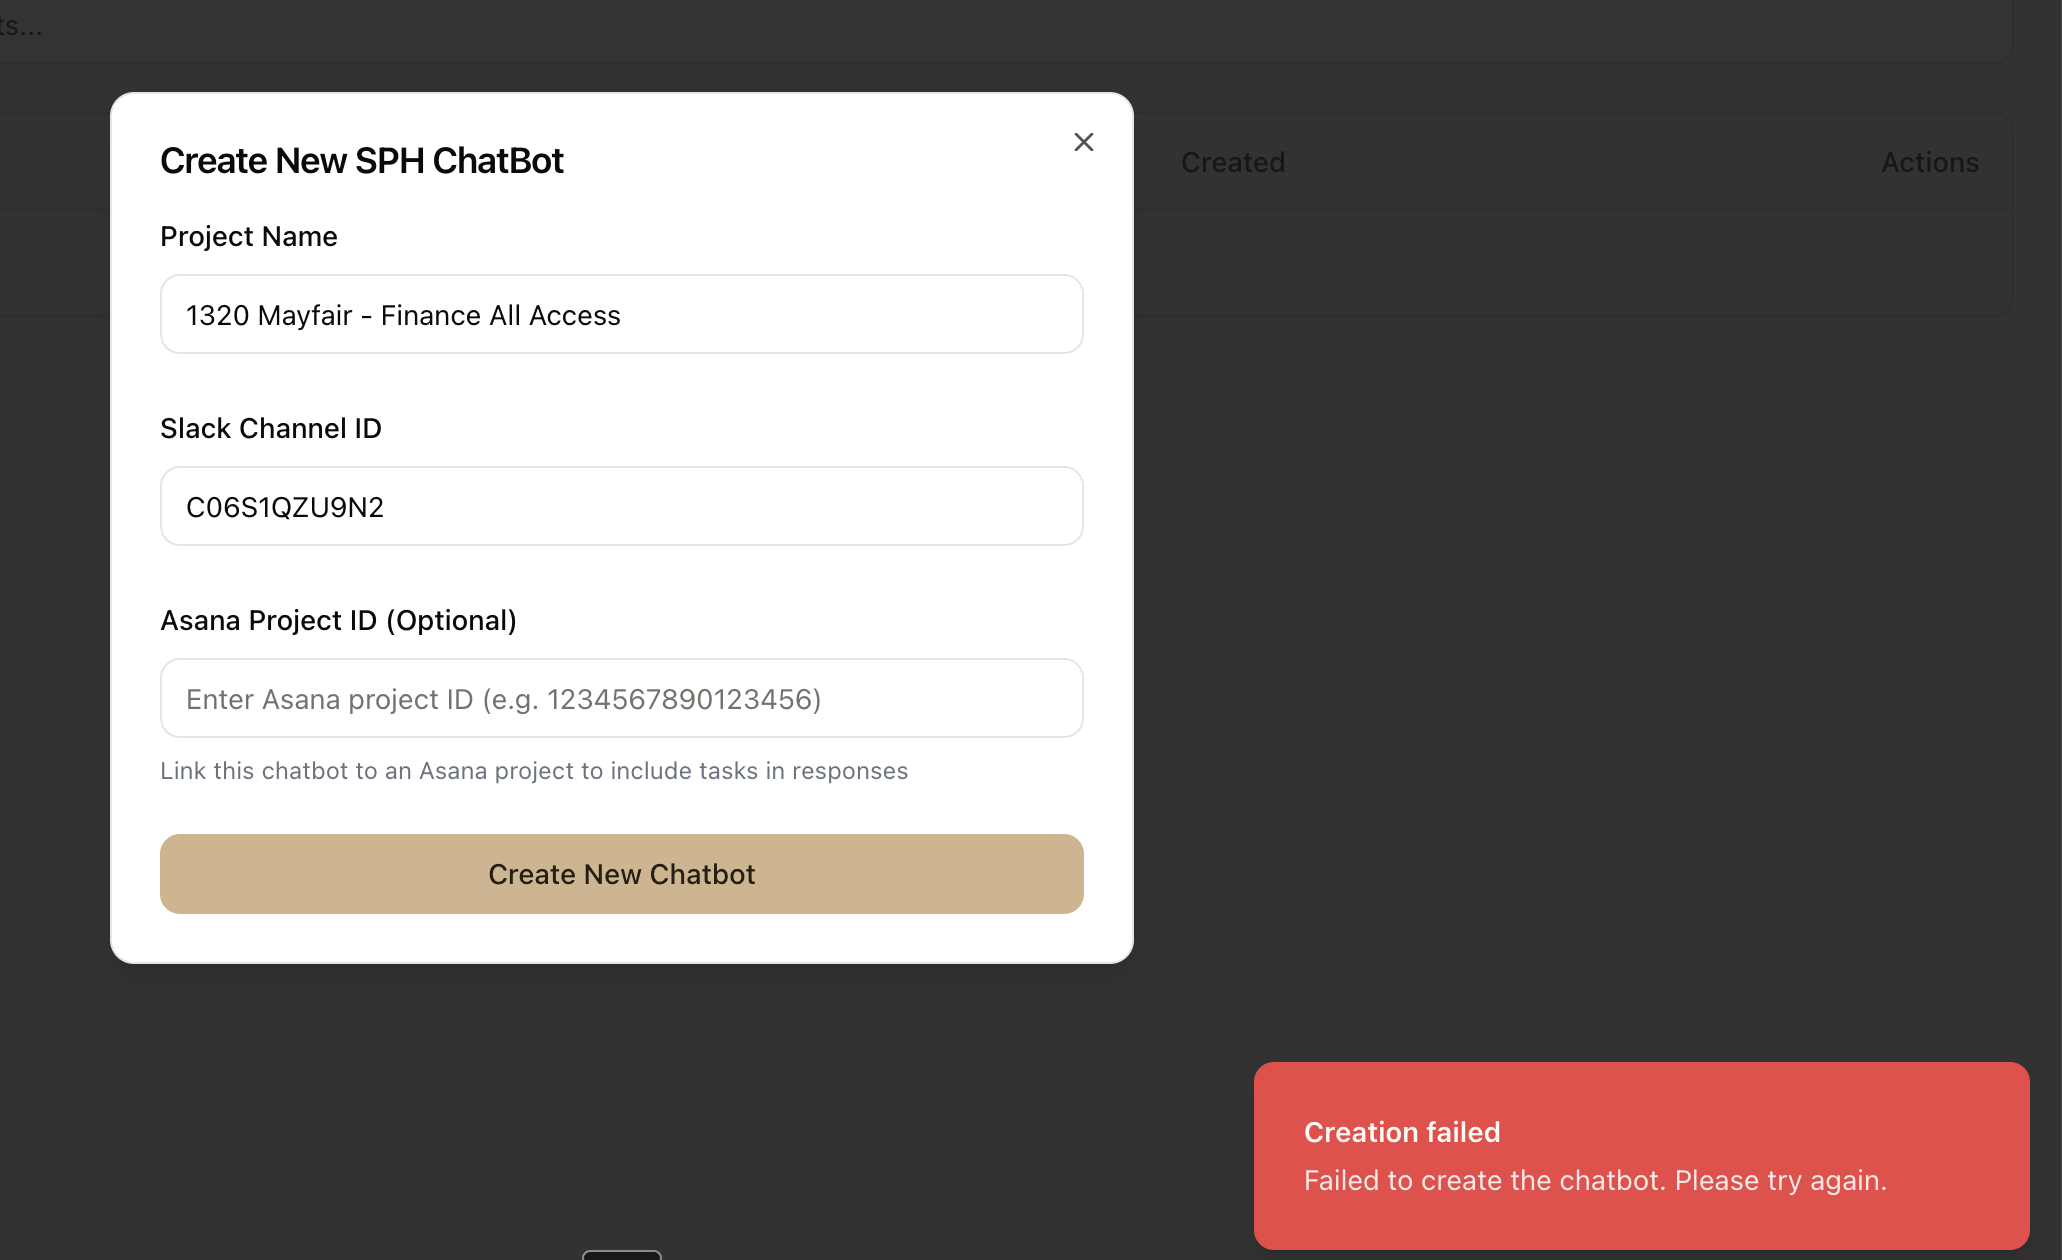 ts...
Create New SPH ChatBot
Created
Actions
Project Name
1320 Mayfair - Finance All Access
Slack Channel ID
C06S1QZU9N2
Asana Project ID (Optional)
Enter Asana project ID (e.g. 1234567890123456)
Link this chatbot to an Asana project to include tasks in responses
Create New Chatbot
Creation failed
Failed to create the chatbot. Please try again.